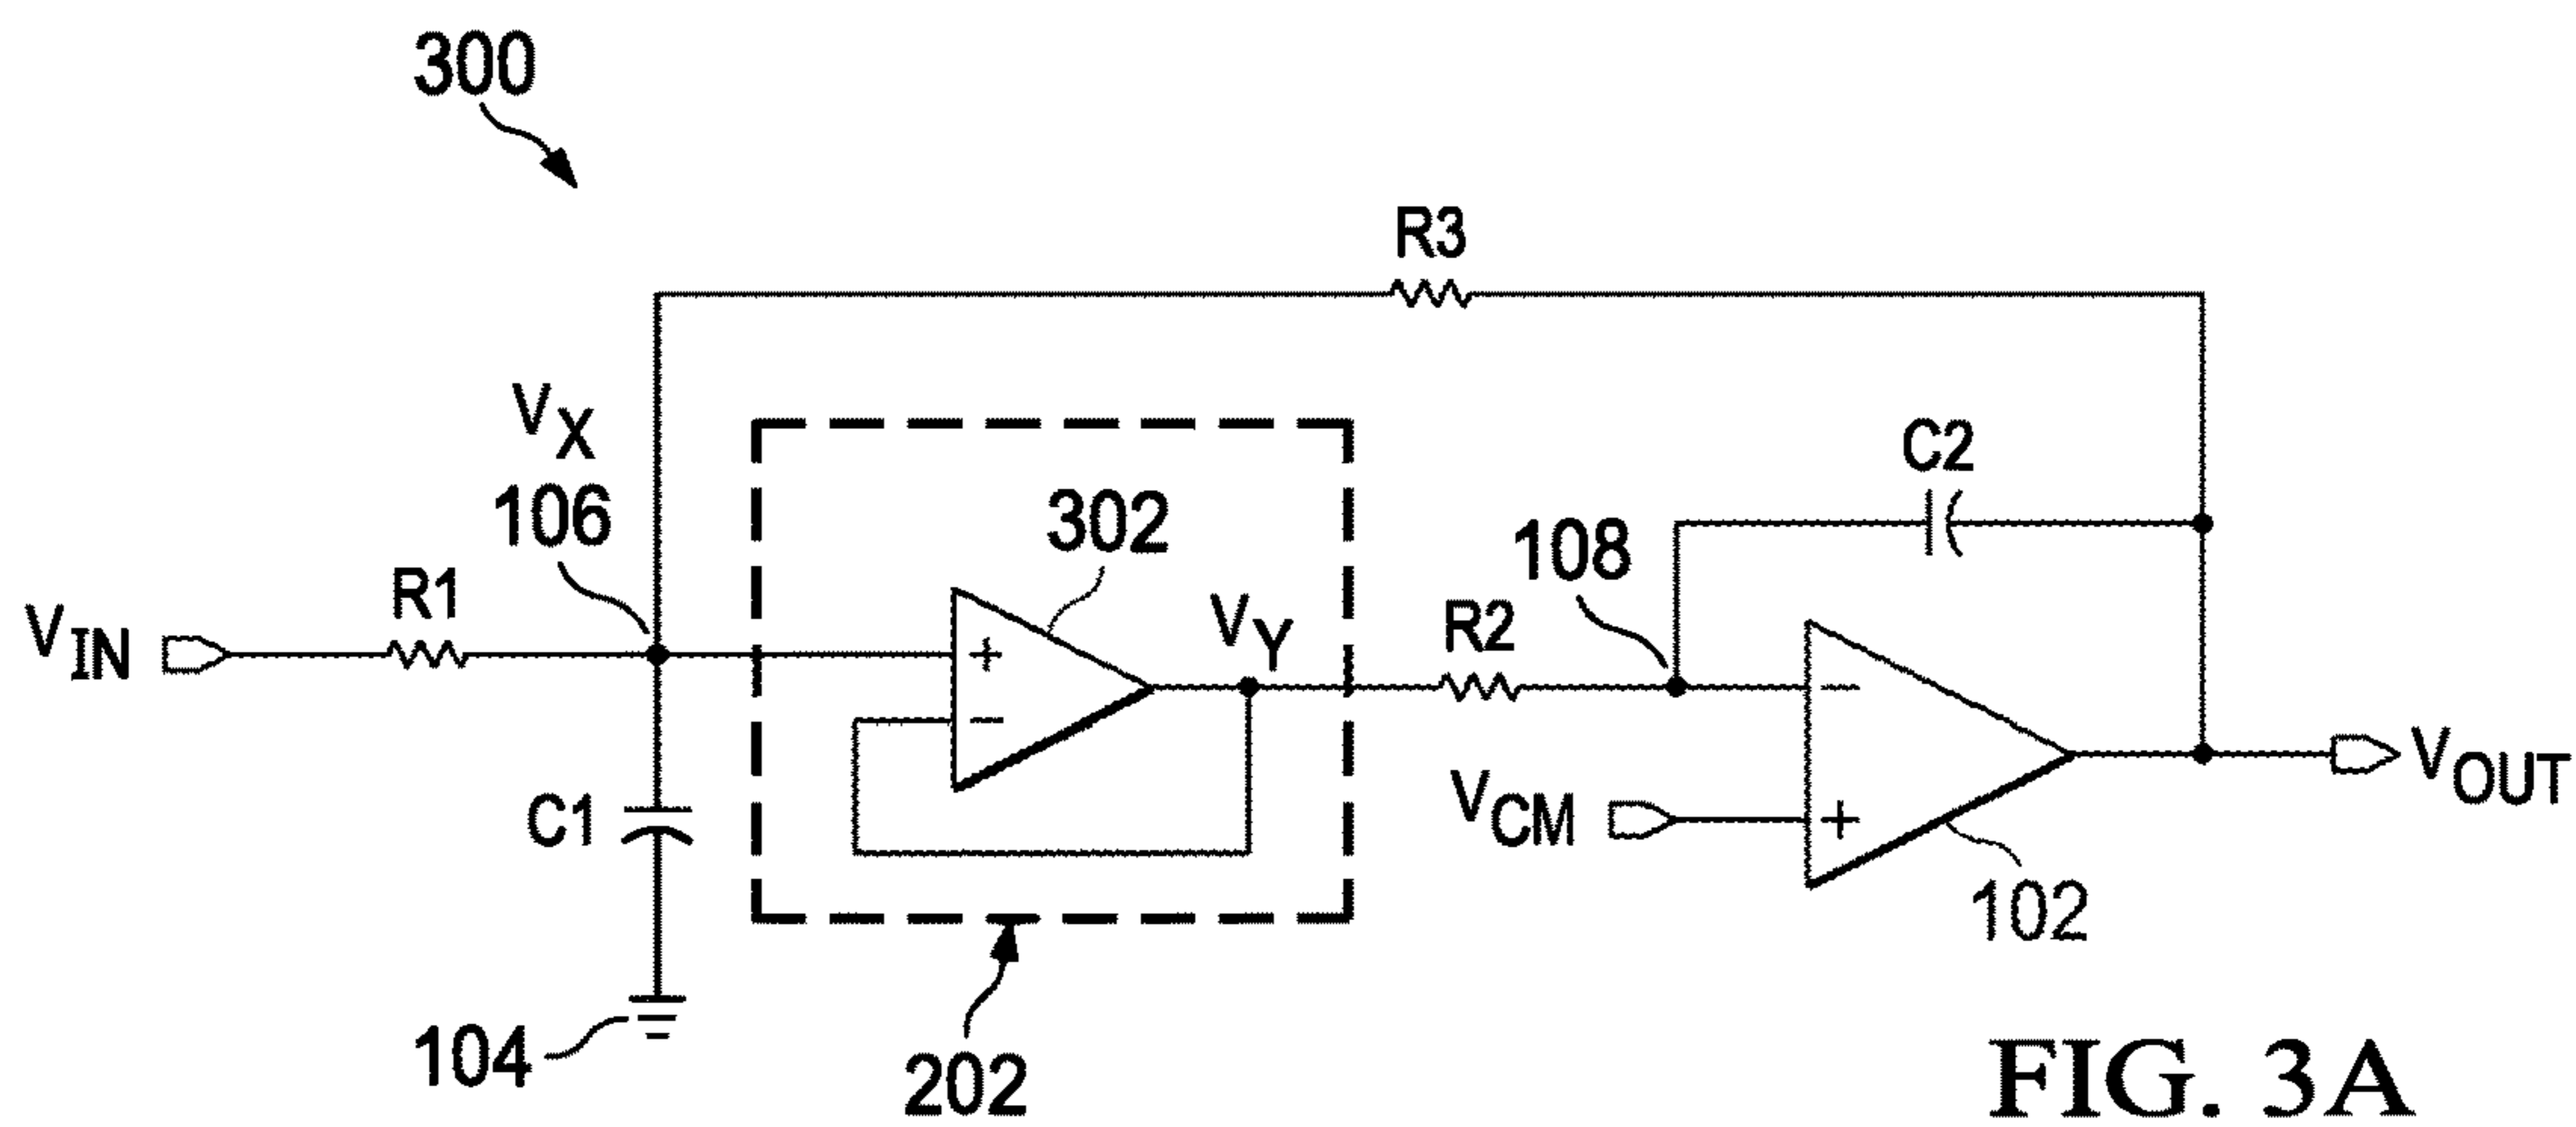 300
R3
VX
C2
106
302
108
R1
VY
R2
VIN
+
−
−
VOUT
VCM
C1
+
102
104
202
FIG. 3A